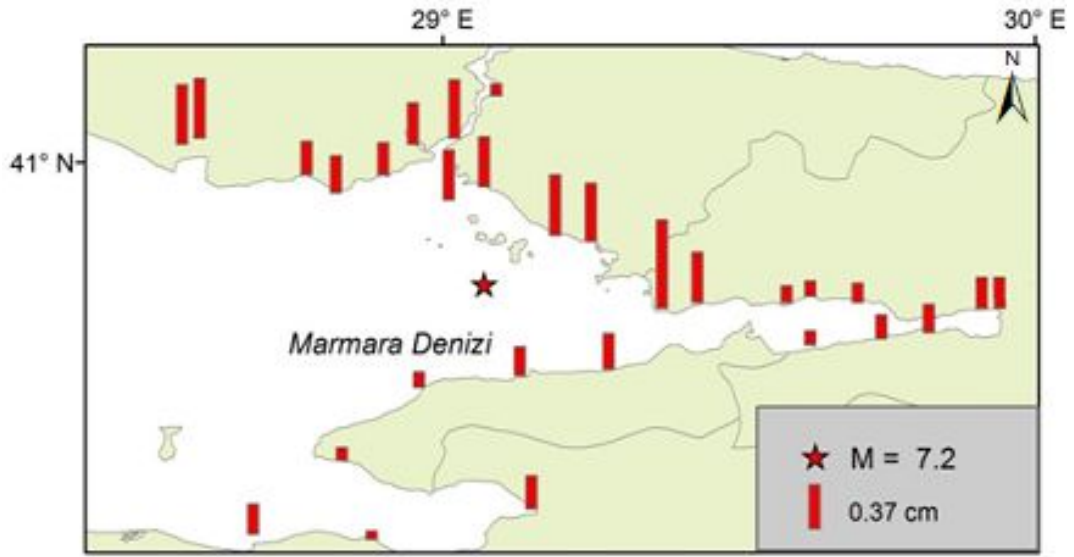 29° E
30° E
N
41° N
Marmara Denizi
M = 7.2
0.37 cm